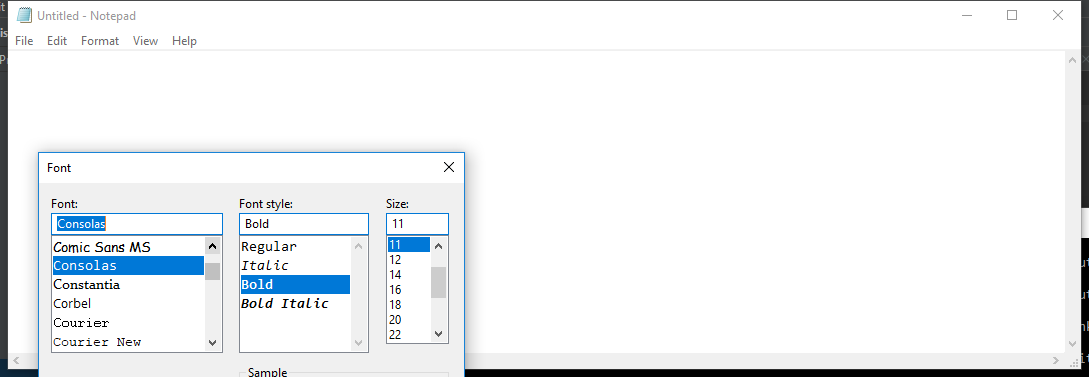 Untitled - Notepad
File Edit Format View Help
Font
Font: Font style: Size:
Consolas Bold 11
Comic Sans MS Regular 11
Consolas Italic 12
Constantia Bold 14
Corbel Bold Italic 16
Courier 18
Courier New 20
22
Sample